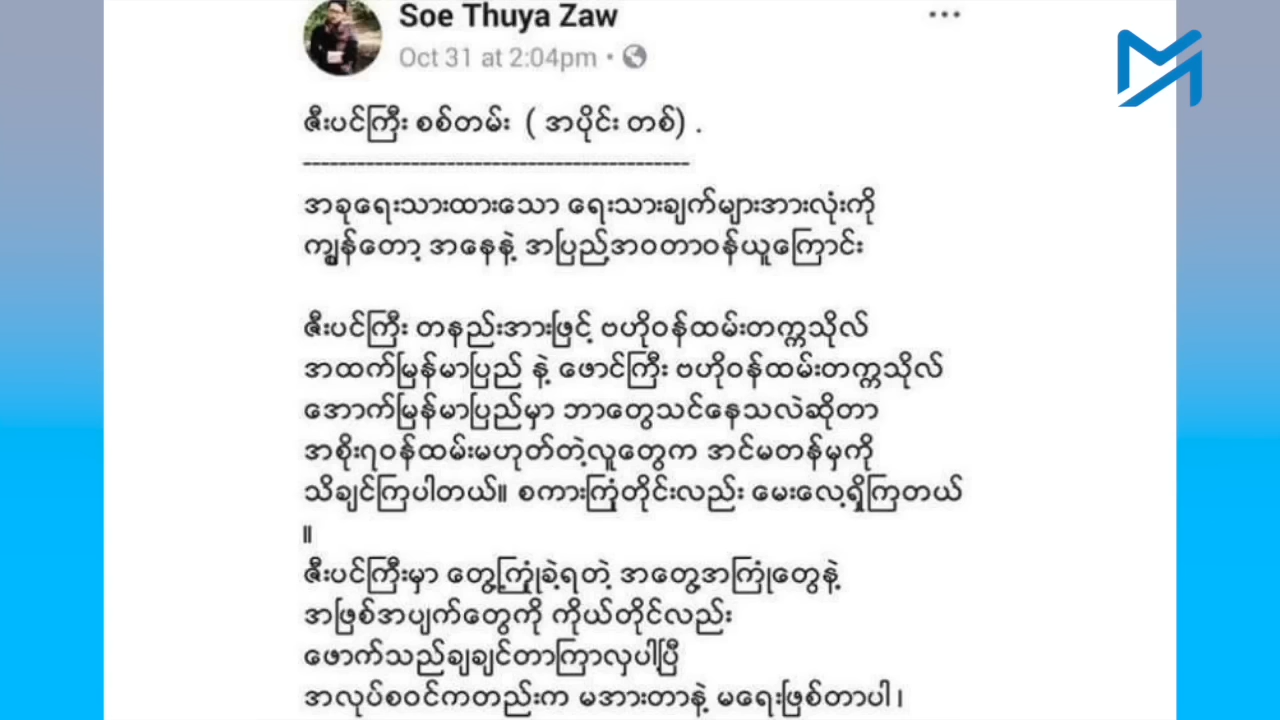 Soe Thuya Zaw
Oct 31 at 2:04pm
ဇီးပင်ကြီး စစ်တမ်း ( အပိုင်း တစ်) .
-------------------------------------------
အခုရေးသားထားသော ရေးသားချက်များအားလုံးကို
ကျွန်တော့ အနေနဲ့ အပြည့်အဝတာဝန်ယူကြောင်း
ဇီးပင်ကြီး တနည်းအားဖြင့် ဗဟိုဝန်ထမ်းတက္ကသိုလ်
အထက်မြန်မာပြည် နဲ့ ဖောင်ကြီး ဗဟိုဝန်ထမ်းတက္ကသိုလ်
အောက်မြန်မာပြည်မှာ ဘာတွေသင်နေသလဲဆိုတာ
အစိုးရဝန်ထမ်းမဟုတ်တဲ့လူတွေက အင်မတန်မှကို
သိချင်ကြပါတယ်။ စကားကြုံတိုင်းလည်း မေးလေ့ရှိကြတယ်
။
ဇီးပင်ကြီးမှာ တွေ့ကြုံခဲ့ရတဲ့ အတွေ့အကြုံတွေနဲ့
အဖြစ်အပျက်တွေကို ကိုယ်တိုင်လည်း
ဖောက်သည်ချချင်တာကြာလှပါပြီ
အလုပ်စဝင်ကတည်းက မအားတာနဲ့ မရေးဖြစ်တာပါ ၊